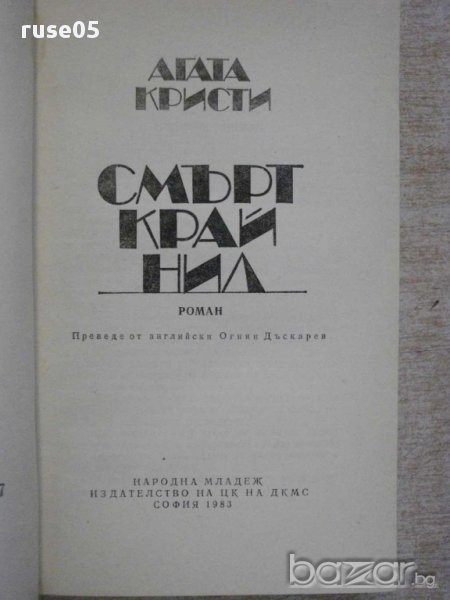 ruse05
АГАТА
КРИСТИ
СМЪРТ
КРАЙ
НИЛ
РОМАН
Преведе от английски Огнян Дъскарев
НАРОДНА МЛАДЕЖ
ИЗДАТЕЛСТВО НА ЦК НА ДКМС
СОФИЯ 1983
bazar.bg